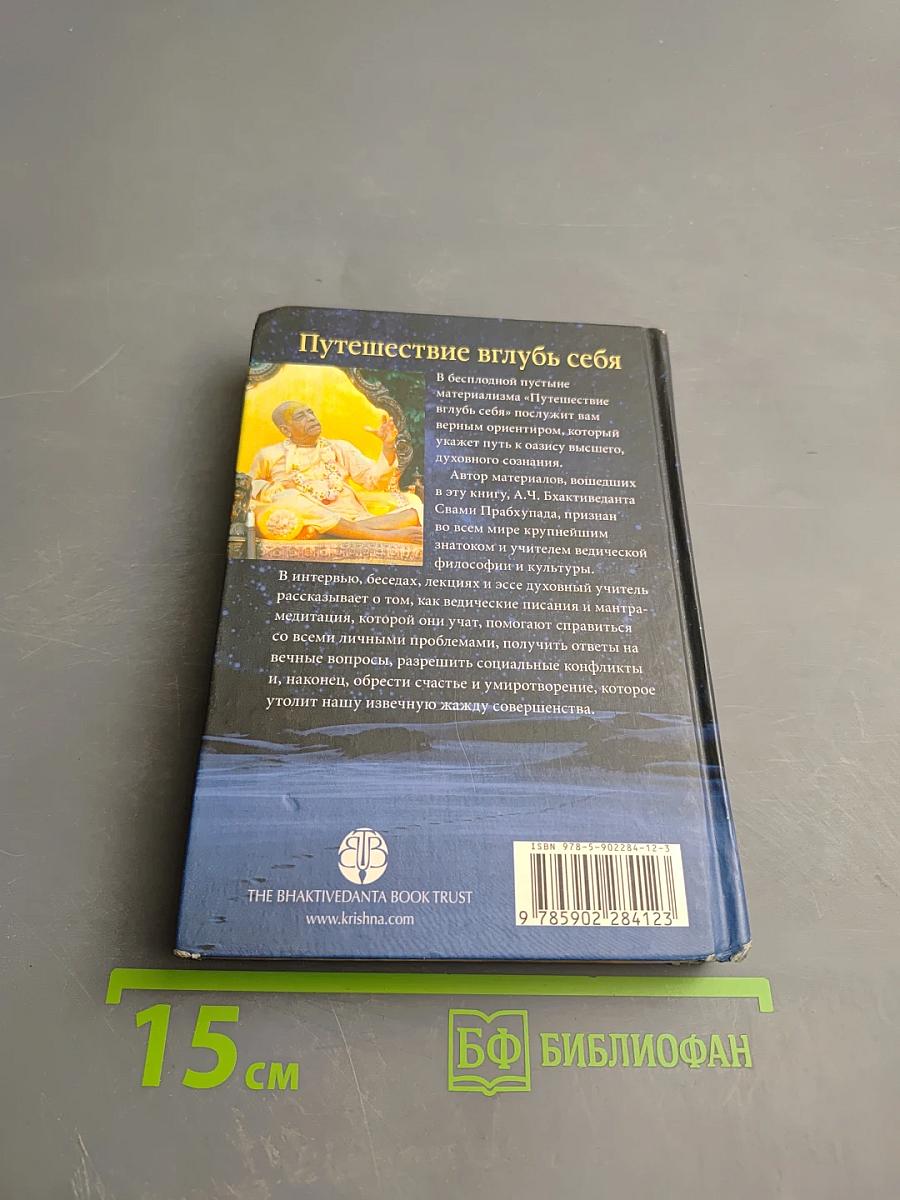 Путешествие вглубь себя
В бесплодной пустыне
материализма «Путешествие
вглубь себя» послужит вам
верным ориентиром, который
укажет путь к оазису высшего,
духовного сознания.
Автор материалов, вошедших
в эту книгу, А.Ч. Бхактиведанта
Свами Прабхупада, признан
во всем мире крупнейшим
знатоком и учителем ведической
философии и культуры.
В интервью, беседах, лекциях и эссе духовный учитель
рассказывает о том, как ведические писания и мантра-
медитация, которой они учат, помогают справиться
со всеми личными проблемами, получить ответы на
вечные вопросы, разрешить социальные конфликты
и, наконец, обрести счастье и умиротворение, которое
утолит нашу извечную жажду совершенства.
BTB
THE BHAKTIVEDANTA BOOK TRUST
www.krishna.com
ISBN 978-5-902284-12-3
9 785902 284123
15 см
БФ БИБЛИОФАН